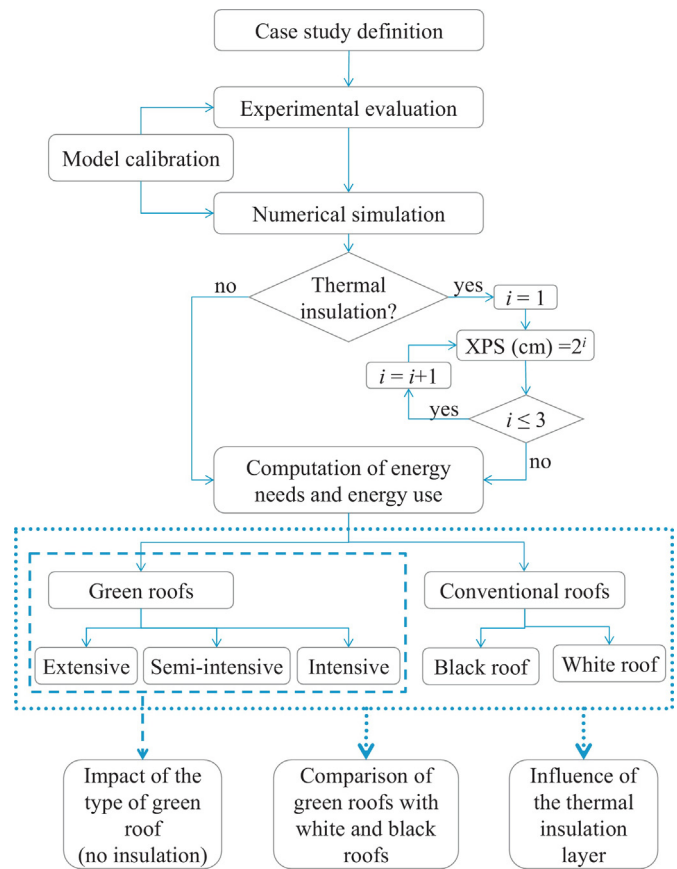 Case study definition
Experimental evaluation
Model calibration
Numerical simulation
no
Thermal
insulation?
yes
i = 1
XPS (cm) =2^i
i = i+1
yes
i ≤ 3
no
Computation of energy
needs and energy use
Green roofs
Conventional roofs
Extensive
Semi-intensive
Intensive
Black roof
White roof
Impact of the
type of green
roof
(no insulation)
Comparison of
green roofs with
white and black
roofs
Influence of
the thermal
insulation
layer